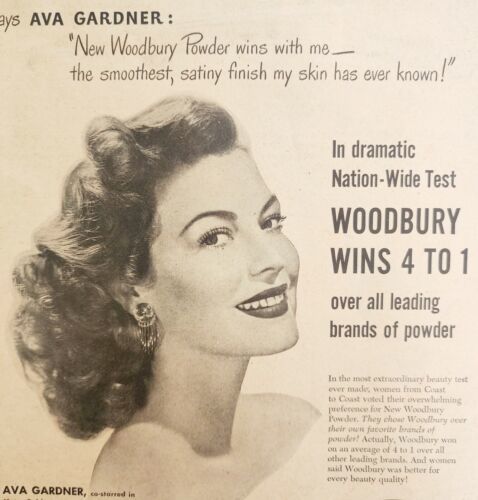 ays AVA GARDNER:
"New Woodbury Powder wins with me—
the smoothest, satiny finish my skin has ever known!"
In dramatic
Nation-Wide Test
WOODBURY
WINS 4 TO 1
over all leading
brands of powder
In the most extraordinary beauty test
ever made, women from Coast
to Coast voted their overwhelming
preference for New Woodbury
Powder. They chose Woodbury over
their own favorite brands of
powder! Actually, Woodbury won
on an average of 4 to 1 over all
other leading brands. And women
said Woodbury was better for
every beauty quality!
AVA GARDNER, co-starred in